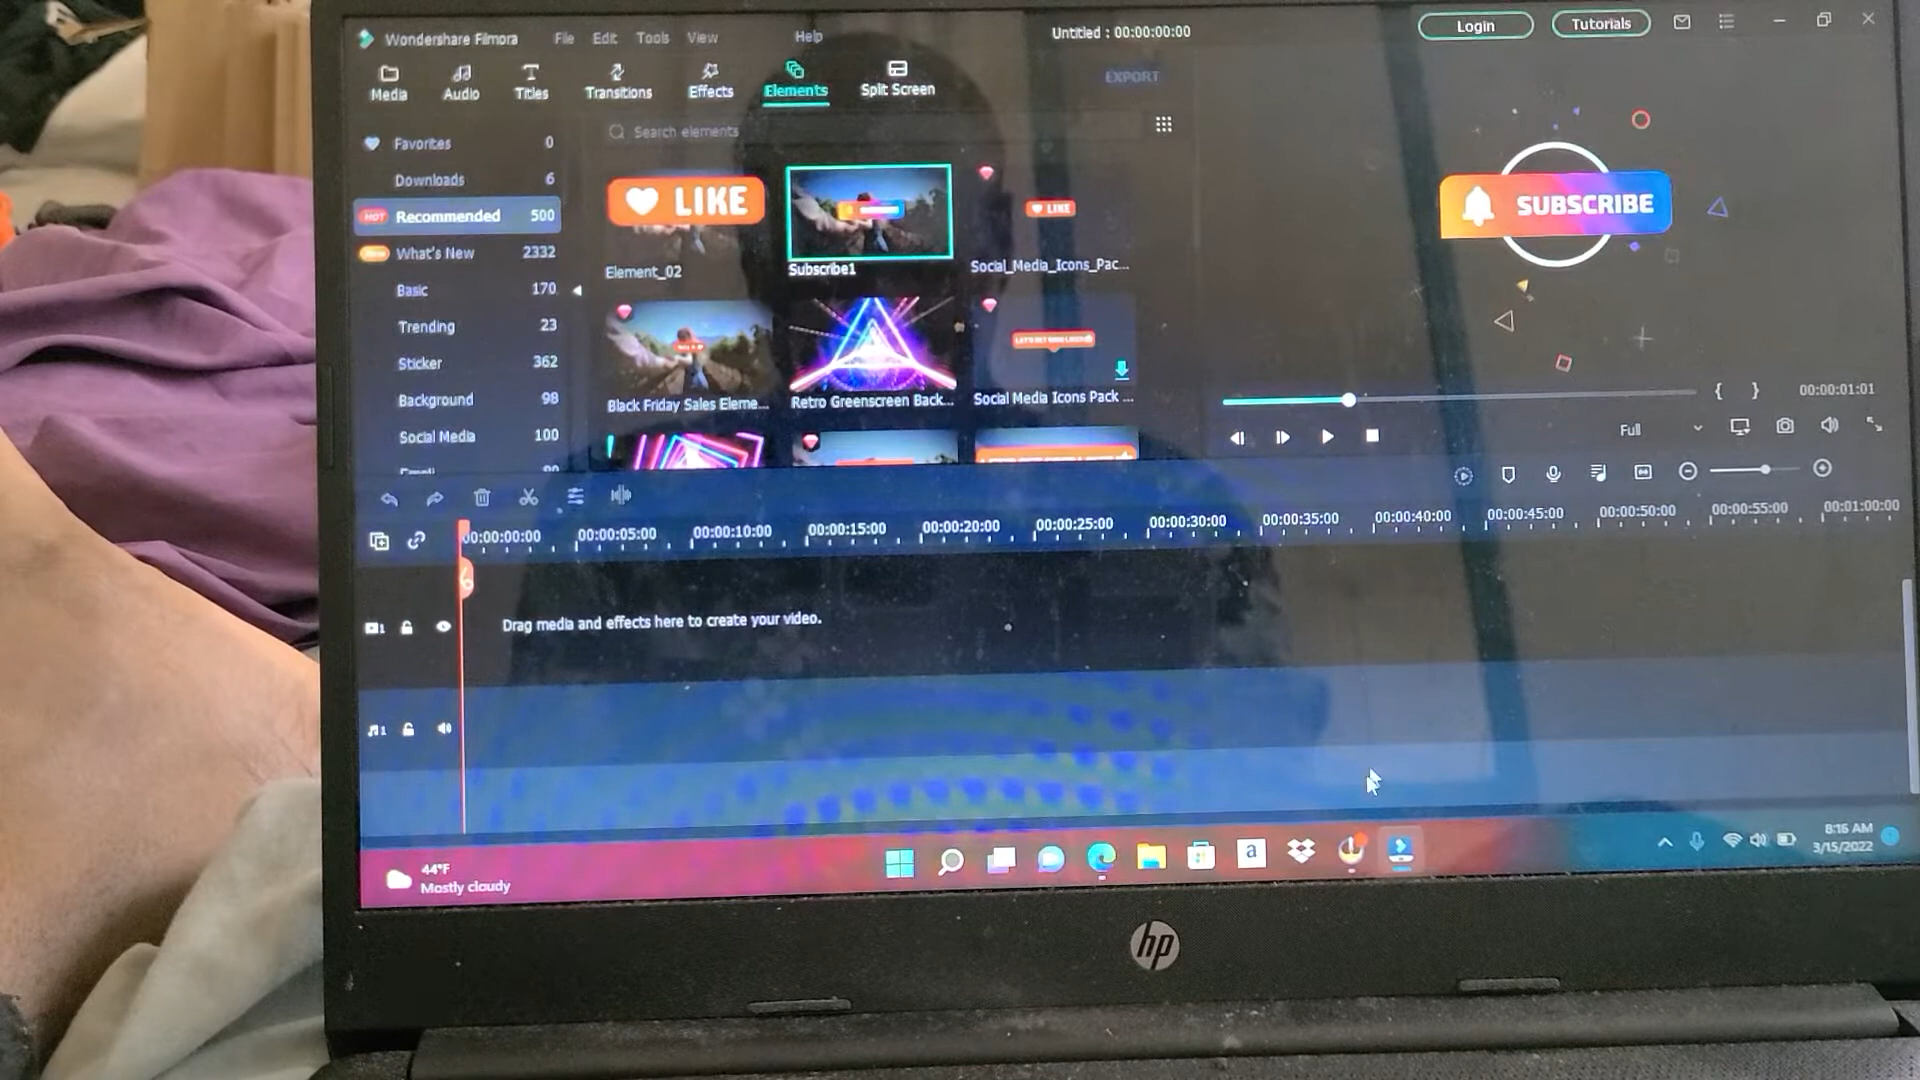 Wondershare Filmora File Edit Tools View Help Untitled : 00:00:00:00 Login Tutorials
Media Audio Titles Transitions Effects Elements Split Screen EXPORT
Search elements
Favorites 0
Downloads 6
HOT Recommended 500
What's New 2332
Basic 170
Trending 23
Sticker 362
Background 98
Social Media 100
LIKE
Element_02
Subscribe1
LIKE
Social_Media_Icons_Pac...
Black Friday Sales Eleme...
Retro Greenscreen Back...
Social Media Icons Pack ...
SUBSCRIBE
{ } 00:00:01:01
Full
00:00:00:00 00:00:05:00 00:00:10:00 00:00:15:00 00:00:20:00 00:00:25:00 00:00:30:00 00:00:35:00 00:00:40:00 00:00:45:00 00:00:50:00 00:00:55:00 00:01:00:00
Drag media and effects here to create your video.
1
1
44°F
Mostly cloudy
a
8:16 AM
3/15/2022
hp